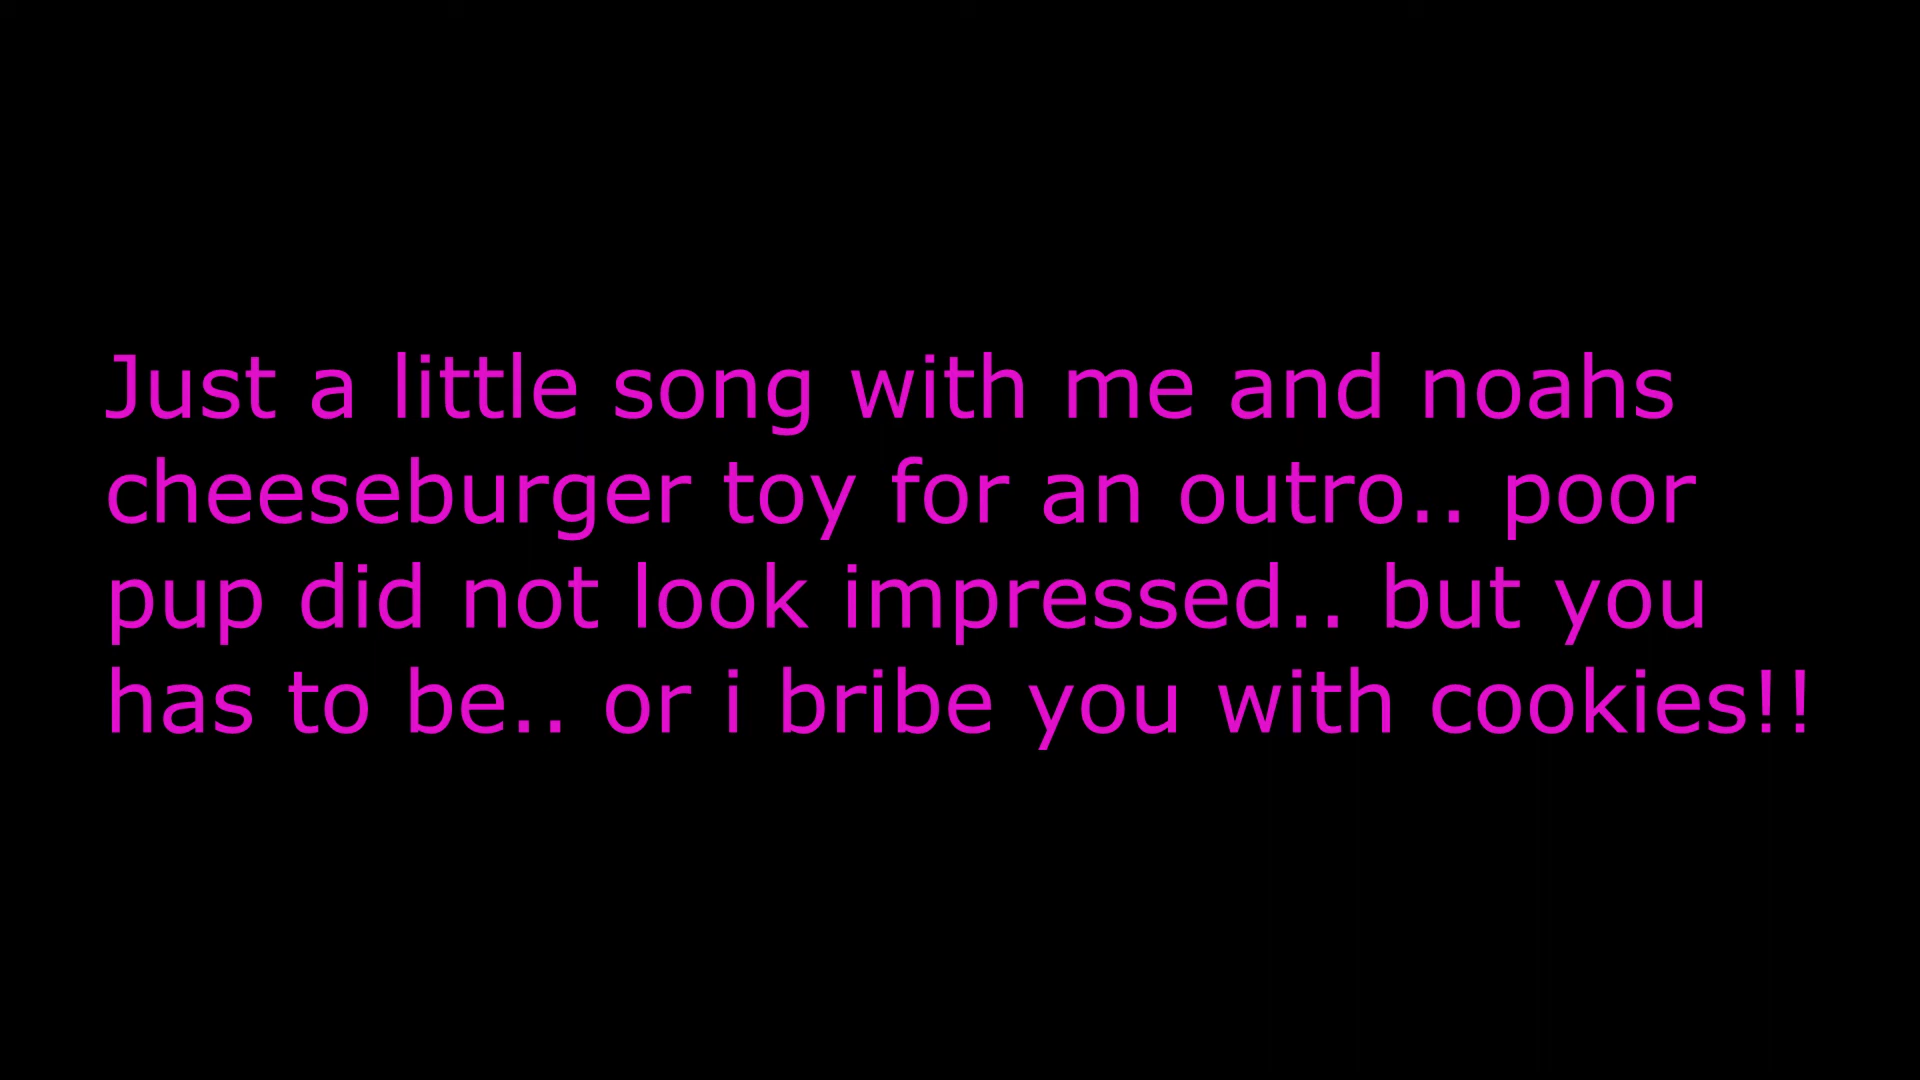 Just a little song with me and noahs
cheeseburger toy for an outro.. poor
pup did not look impressed.. but you
has to be.. or i bribe you with cookies!!